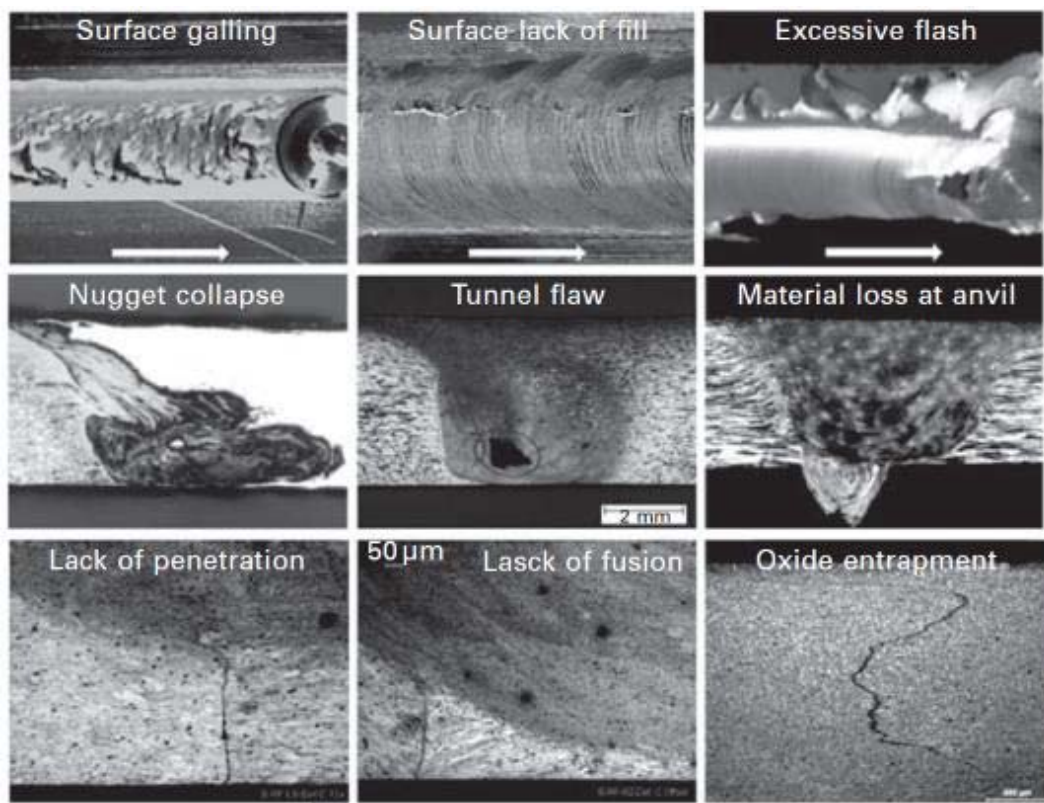 Surface galling
Surface lack of fill
Excessive flash
Nugget collapse
Tunnel flaw
Material loss at anvil
2 mm
Lack of penetration
50 µm
Lasck of fusion
Oxide entrapment